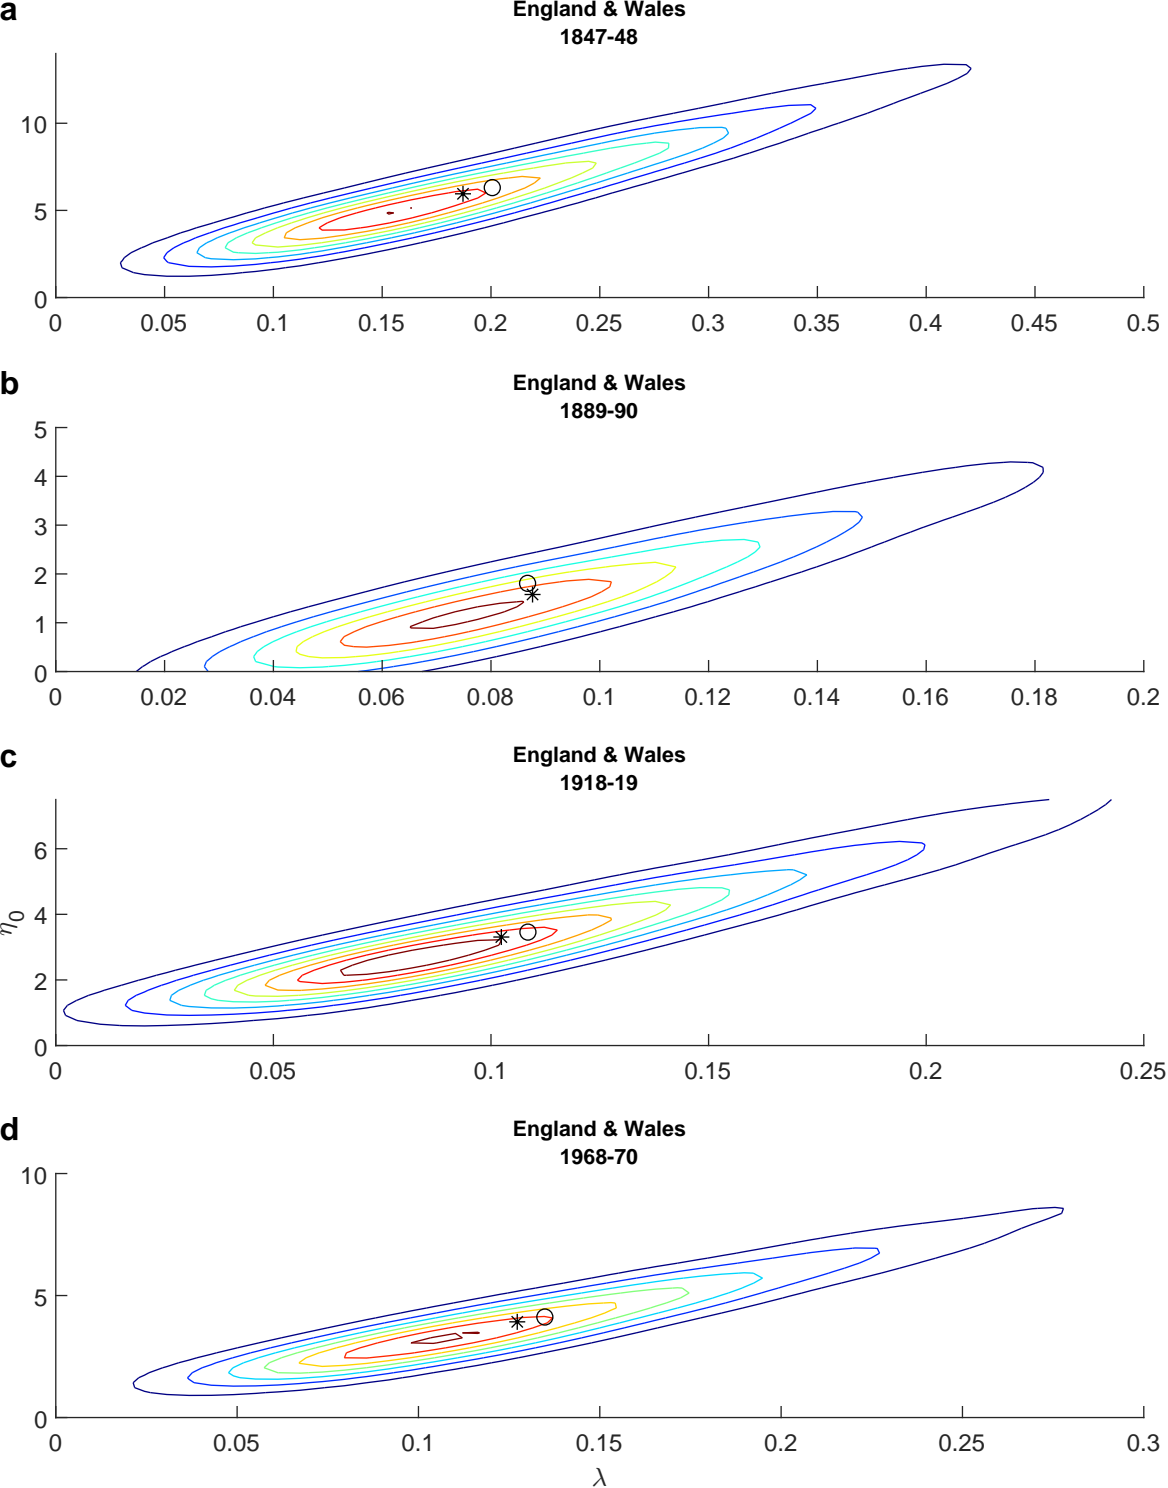 a
England & Wales
1847-48
10
5
0
0 0.05 0.1 0.15 0.2 0.25 0.3 0.35 0.4 0.45 0.5
b
England & Wales
1889-90
5
4
3
2
1
0
0 0.02 0.04 0.06 0.08 0.1 0.12 0.14 0.16 0.18 0.2
c
England & Wales
1918-19
6
4
2
0
η0
0 0.05 0.1 0.15 0.2 0.25
d
England & Wales
1968-70
10
5
0
0 0.05 0.1 0.15 0.2 0.25 0.3
λ